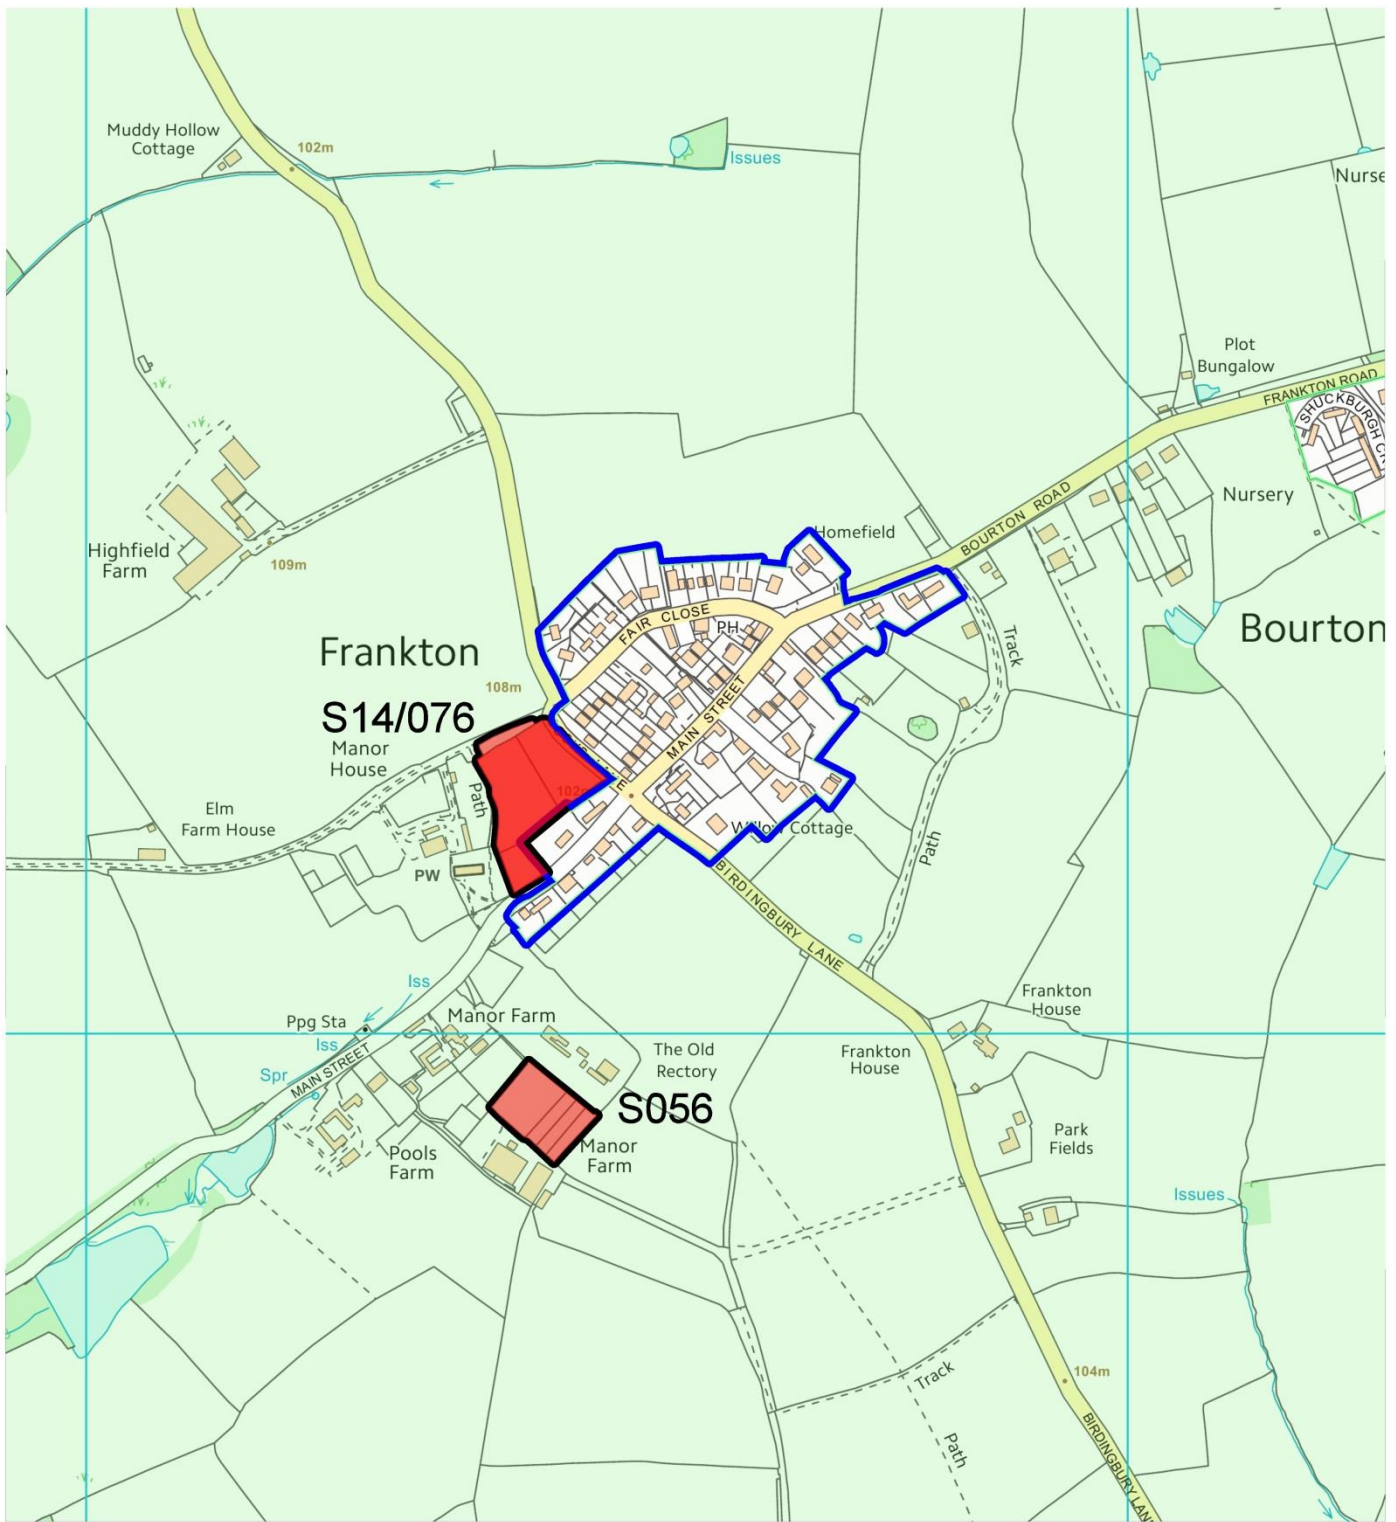 Muddy Hollow
Cottage
102m
Issues
Nurse
Plot
Bungalow
FRANKTON ROAD
SHUCKBURGH CR
Nursery
BOURTON ROAD
Homefield
Highfield
Farm
109m
FAIR CLOSE
PH
Track
Bourton
Frankton
108m
S14/076
MAIN STREET
Manor
House
102m
Path
Elm
Farm House
Willow Cottage
Path
PW
BIRDINGBURY LANE
Iss
Frankton
House
Manor Farm
Ppg Sta
Iss
The Old
Rectory
Frankton
House
Spr
MAIN STREET
S056
Park
Fields
Pools
Farm
Manor
Farm
Issues
104m
Track
Path
BIRDINGBURY LANE